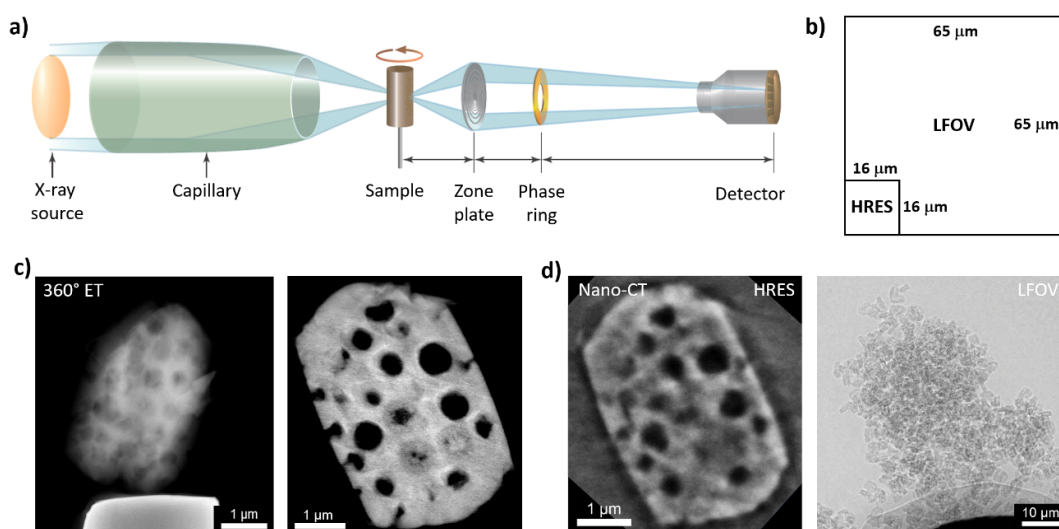 a)
X-ray
source
Capillary
Sample
Zone
plate
Phase
ring
Detector
b)
65 μm
LFOV
65 μm
16 μm
HRES
16 μm
c)
360° ET
1 μm
1 μm
d)
Nano-CT
HRES
1 μm
LFOV
10 μm